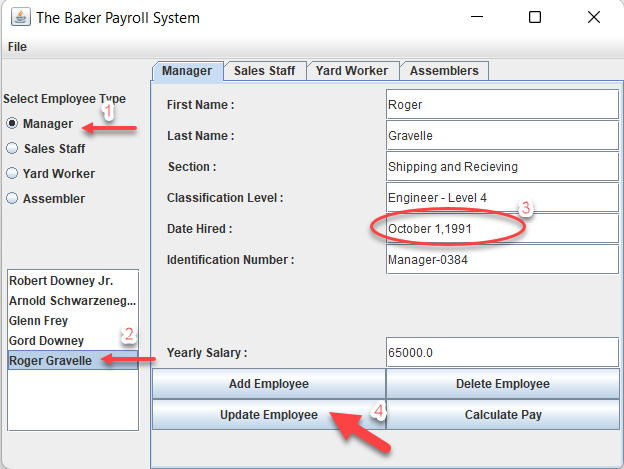 The Baker Payroll System
File
Manager Sales Staff Yard Worker Assemblers
Select Employee Type
1
Manager
Sales Staff
Yard Worker
Assembler
First Name : Roger
Last Name : Gravelle
Section : Shipping and Recieving
Classification Level : Engineer - Level 4
3
Date Hired : October 1,1991
Identification Number : Manager-0384
Robert Downey Jr.
Arnold Schwarzeneg...
Glenn Frey
Gord Downey
2
Roger Gravelle
Yearly Salary : 65000.0
Add Employee Delete Employee
Update Employee 4 Calculate Pay